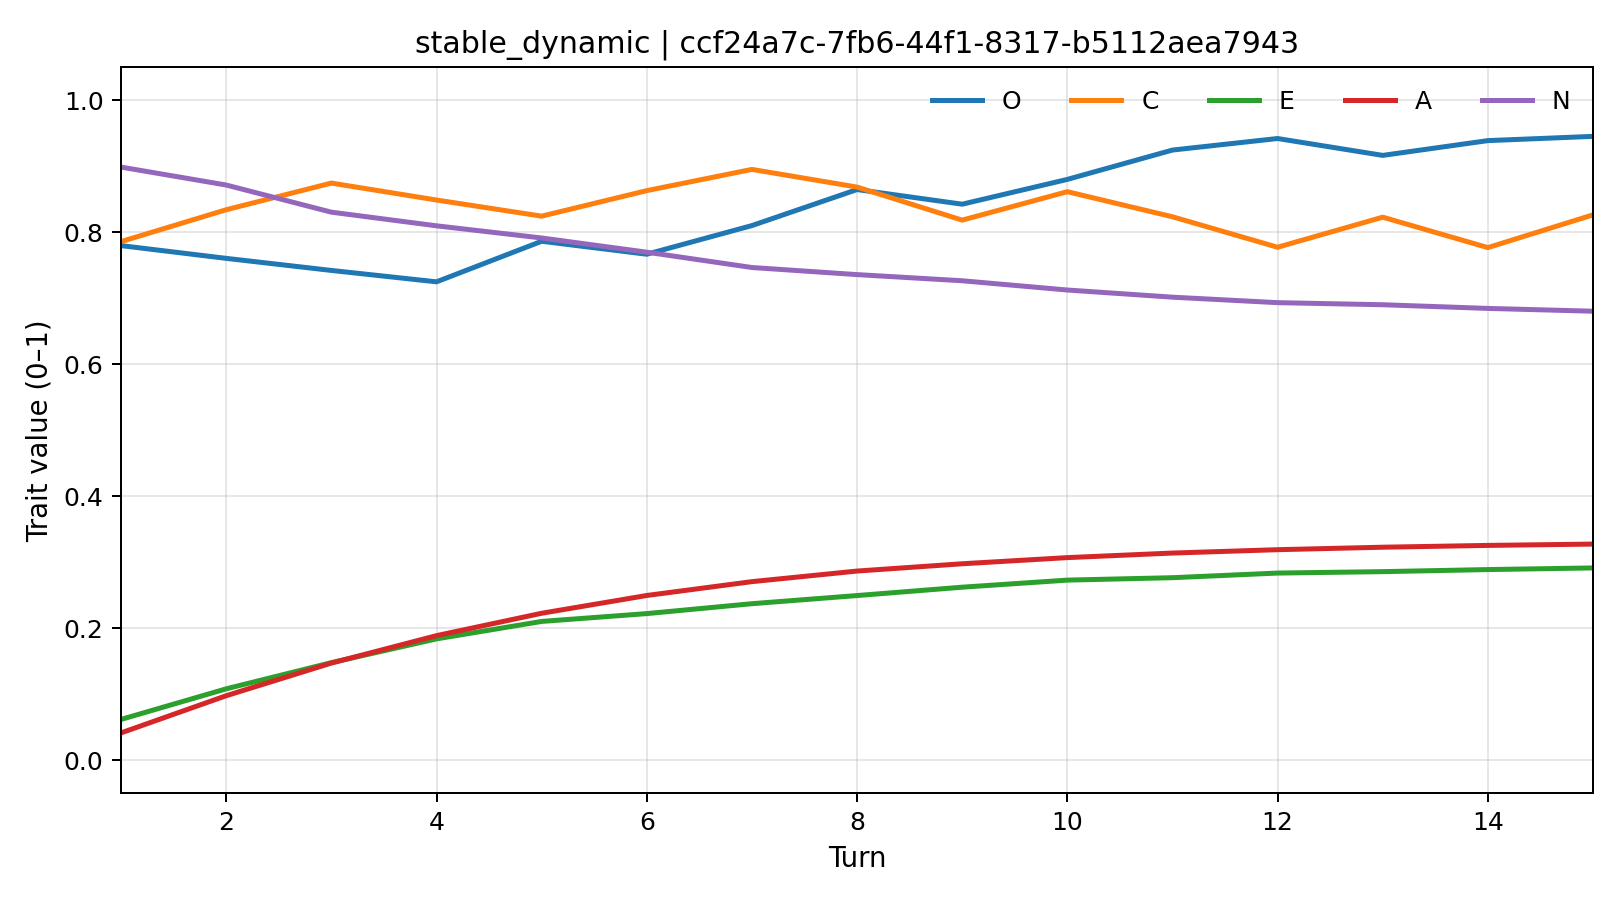 stable_dynamic | ccf24a7c-7fb6-44f1-8317-b5112aea7943
O C E A N
1.0
0.8
0.6
0.4
0.2
0.0
Trait value (0–1)
2 4 6 8 10 12 14
Turn